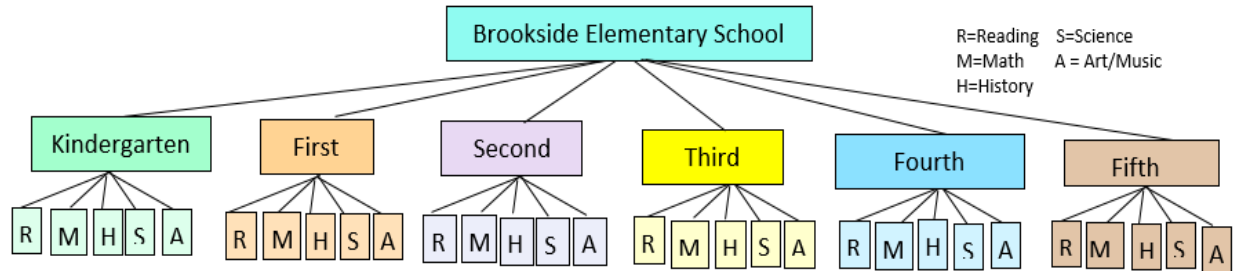 Brookside Elementary School
R=Reading S=Science
M=Math A = Art/Music
H=History
Kindergarten First Second Third Fourth Fifth
R M H S A R M H S A R M H S A R M H S A R M H S A R M H S A